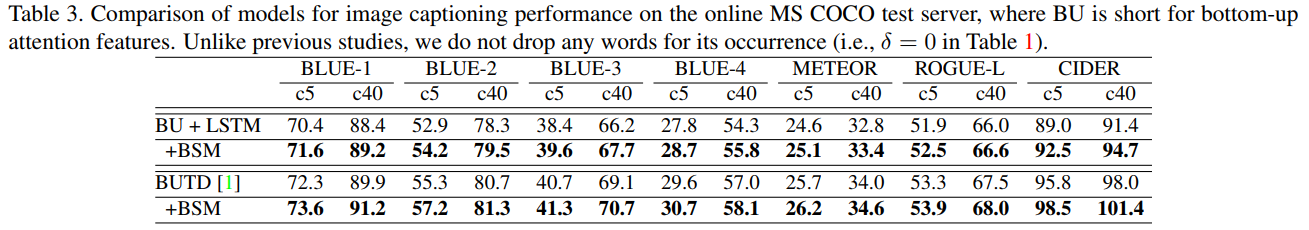 Table 3. Comparison of models for image captioning performance on the online MS COCO test server, where BU is short for bottom-up
attention features. Unlike previous studies, we do not drop any words for its occurrence (i.e., δ = 0 in Table 1).
BLUE-1 BLUE-2 BLUE-3 BLUE-4 METEOR ROGUE-L CIDER
c5 c40 c5 c40 c5 c40 c5 c40 c5 c40 c5 c40 c5 c40
BU + LSTM 70.4 88.4 52.9 78.3 38.4 66.2 27.8 54.3 24.6 32.8 51.9 66.0 89.0 91.4
+BSM 71.6 89.2 54.2 79.5 39.6 67.7 28.7 55.8 25.1 33.4 52.5 66.6 92.5 94.7
BUTD [1] 72.3 89.9 55.3 80.7 40.7 69.1 29.6 57.0 25.7 34.0 53.3 67.5 95.8 98.0
+BSM 73.6 91.2 57.2 81.3 41.3 70.7 30.7 58.1 26.2 34.6 53.9 68.0 98.5 101.4